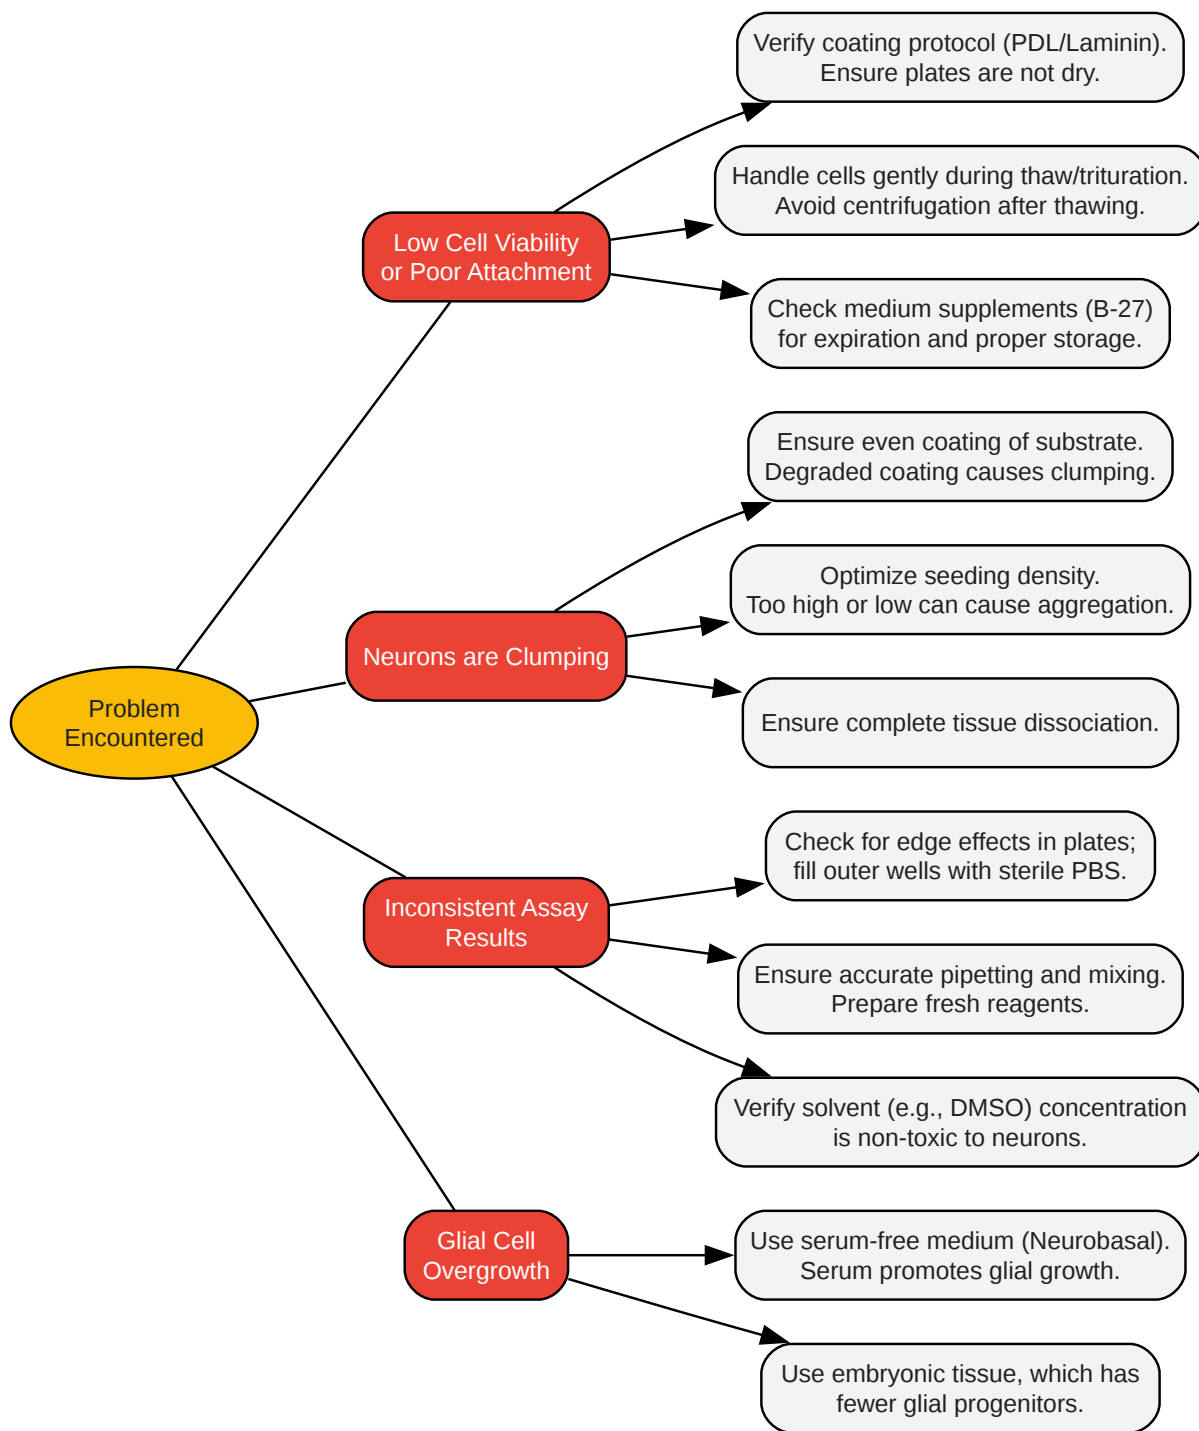 Problem
Encountered
Low Cell Viability
or Poor Attachment
Verify coating protocol (PDL/Laminin).
Ensure plates are not dry.
Handle cells gently during thaw/trituration.
Avoid centrifugation after thawing.
Check medium supplements (B-27)
for expiration and proper storage.
Neurons are Clumping
Ensure even coating of substrate.
Degraded coating causes clumping.
Optimize seeding density.
Too high or low can cause aggregation.
Ensure complete tissue dissociation.
Inconsistent Assay
Results
Check for edge effects in plates;
fill outer wells with sterile PBS.
Ensure accurate pipetting and mixing.
Prepare fresh reagents.
Verify solvent (e.g., DMSO) concentration
is non-toxic to neurons.
Glial Cell
Overgrowth
Use serum-free medium (Neurobasal).
Serum promotes glial growth.
Use embryonic tissue, which has
fewer glial progenitors.